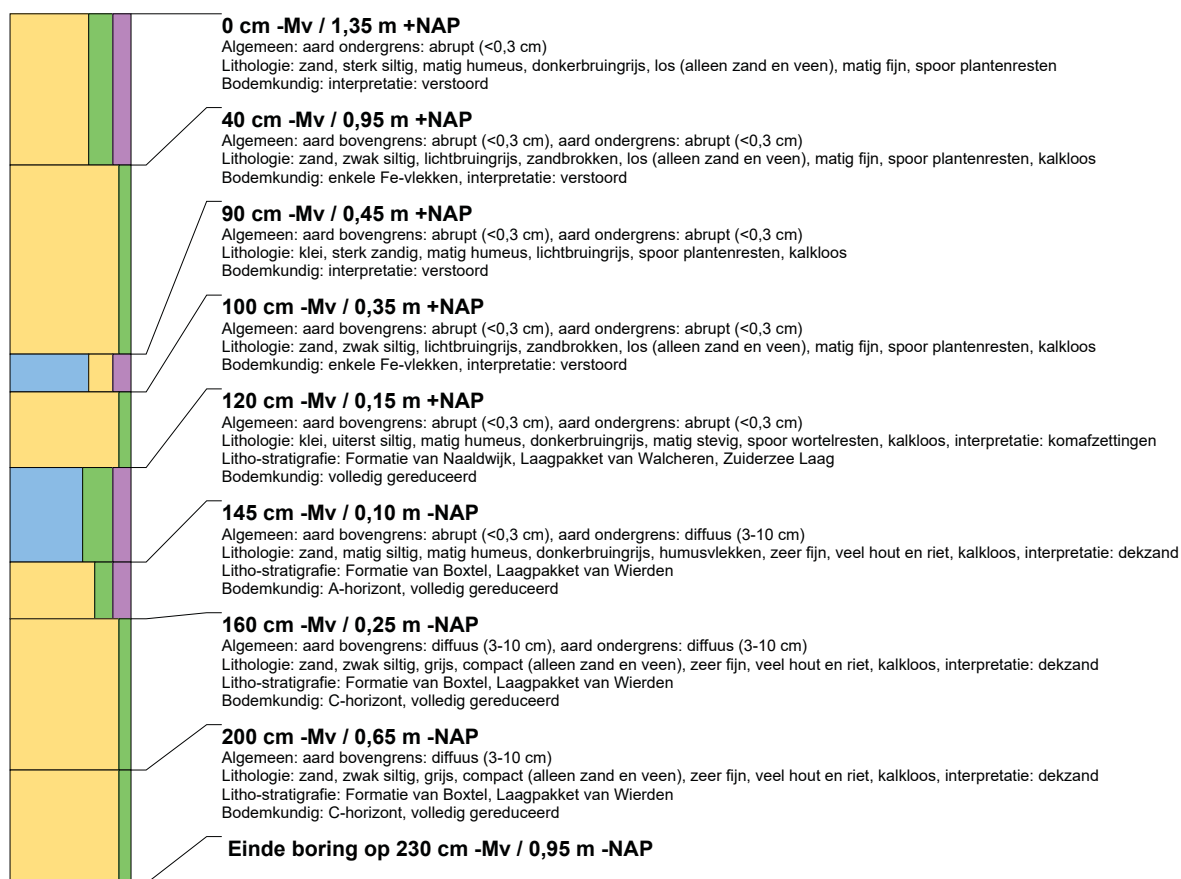 0 cm -Mv / 1,35 m +NAP
Algemeen: aard ondergrens: abrupt (<0,3 cm)
Lithologie: zand, sterk siltig, matig humeus, donkerbruingrijs, los (alleen zand en veen), matig fijn, spoor plantenresten
Bodemkundig: interpretatie: verstoord
40 cm -Mv / 0,95 m +NAP
Algemeen: aard bovengrens: abrupt (<0,3 cm), aard ondergrens: abrupt (<0,3 cm)
Lithologie: zand, zwak siltig, lichtbruingrijs, zandbrokken, los (alleen zand en veen), matig fijn, spoor plantenresten, kalkloos
Bodemkundig: enkele Fe-vlekken, interpretatie: verstoord
90 cm -Mv / 0,45 m +NAP
Algemeen: aard bovengrens: abrupt (<0,3 cm), aard ondergrens: abrupt (<0,3 cm)
Lithologie: klei, sterk zandig, matig humeus, lichtbruingrijs, spoor plantenresten, kalkloos
Bodemkundig: interpretatie: verstoord
100 cm -Mv / 0,35 m +NAP
Algemeen: aard bovengrens: abrupt (<0,3 cm), aard ondergrens: abrupt (<0,3 cm)
Lithologie: zand, zwak siltig, lichtbruingrijs, zandbrokken, los (alleen zand en veen), matig fijn, spoor plantenresten, kalkloos
Bodemkundig: enkele Fe-vlekken, interpretatie: verstoord
120 cm -Mv / 0,15 m +NAP
Algemeen: aard bovengrens: abrupt (<0,3 cm), aard ondergrens: abrupt (<0,3 cm)
Lithologie: klei, uiterst siltig, matig humeus, donkerbruingrijs, matig stevig, spoor wortelresten, kalkloos, interpretatie: komafzettingen
Litho-stratigrafie: Formatie van Naaldwijk, Laagpakket van Walcheren, Zuiderzee Laag
Bodemkundig: volledig gereduceerd
145 cm -Mv / 0,10 m -NAP
Algemeen: aard bovengrens: abrupt (<0,3 cm), aard ondergrens: diffuus (3-10 cm)
Lithologie: zand, matig siltig, matig humeus, donkerbruingrijs, humusvlekken, zeer fijn, veel hout en riet, kalkloos, interpretatie: dekzand
Litho-stratigrafie: Formatie van Boxtel, Laagpakket van Wierden
Bodemkundig: A-horizont, volledig gereduceerd
160 cm -Mv / 0,25 m -NAP
Algemeen: aard bovengrens: diffuus (3-10 cm), aard ondergrens: diffuus (3-10 cm)
Lithologie: zand, zwak siltig, grijs, compact (alleen zand en veen), zeer fijn, veel hout en riet, kalkloos, interpretatie: dekzand
Litho-stratigrafie: Formatie van Boxtel, Laagpakket van Wierden
Bodemkundig: C-horizont, volledig gereduceerd
200 cm -Mv / 0,65 m -NAP
Algemeen: aard bovengrens: diffuus (3-10 cm)
Lithologie: zand, zwak siltig, grijs, compact (alleen zand en veen), zeer fijn, veel hout en riet, kalkloos, interpretatie: dekzand
Litho-stratigrafie: Formatie van Boxtel, Laagpakket van Wierden
Bodemkundig: C-horizont, volledig gereduceerd
Einde boring op 230 cm -Mv / 0,95 m -NAP